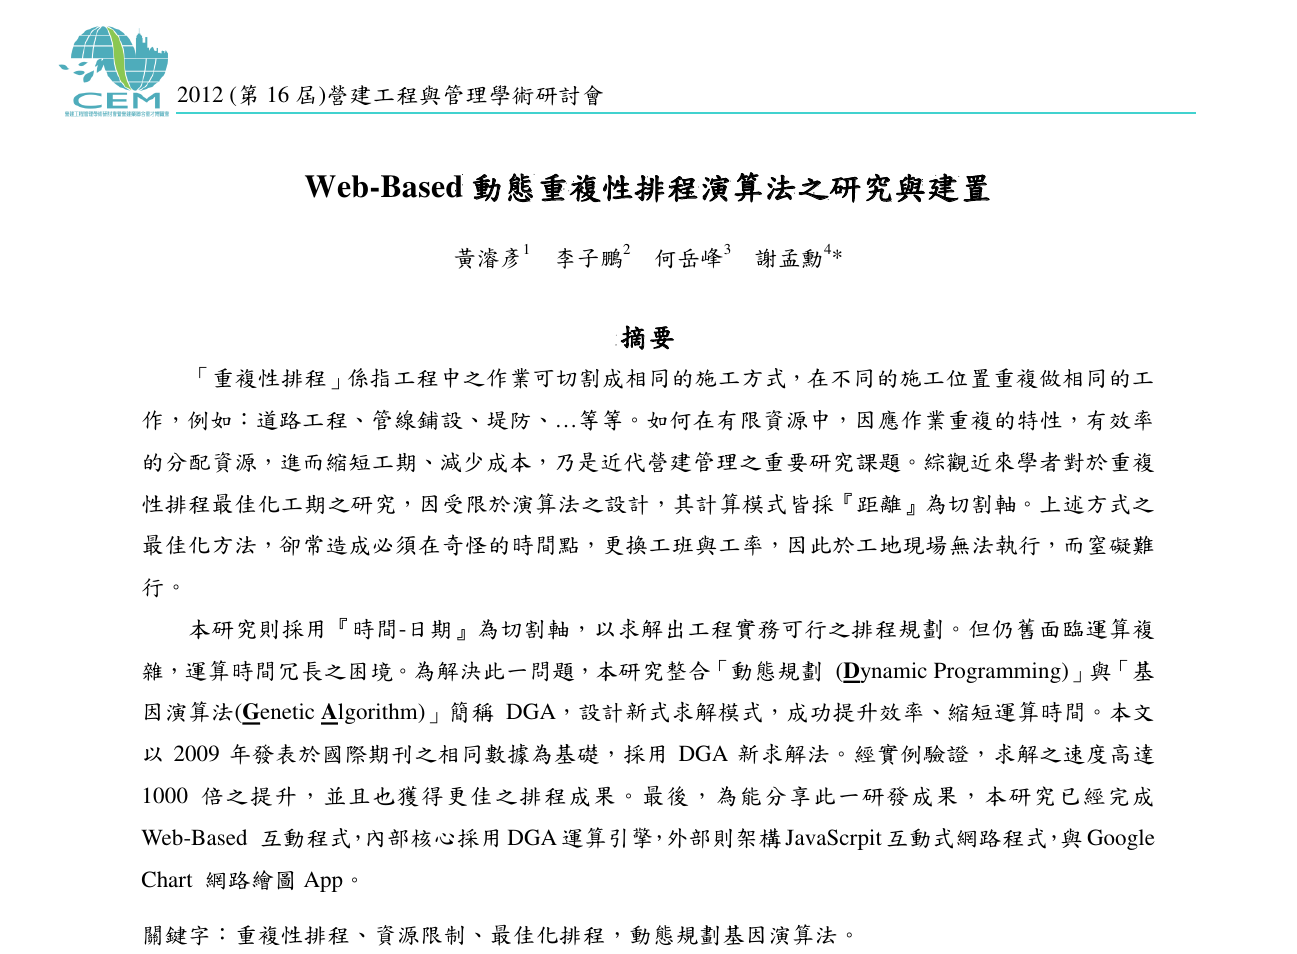 CEM
2012 (第 16 屆)營建工程與管理學術研討會
Web-Based 動態重複性排程演算法之研究與建置
黃濬彥1 李子鵬2 何岳峰3 謝孟勳4*
摘要
「重複性排程」係指工程中之作業可切割成相同的施工方式，在不同的施工位置重複做相同的工
作，例如：道路工程、管線鋪設、堤防、…等等。如何在有限資源中，因應作業重複的特性，有效率
的分配資源，進而縮短工期、減少成本，乃是近代營建管理之重要研究課題。綜觀近來學者對於重複
性排程最佳化工期之研究，因受限於演算法之設計，其計算模式皆採『距離』為切割軸。上述方式之
最佳化方法，卻常造成必須在奇怪的時間點，更換工班與工率，因此於工地現場無法執行，而窒礙難
行。
本研究則採用『時間-日期』為切割軸，以求解出工程實務可行之排程規劃。但仍舊面臨運算複
雜，運算時間冗長之困境。為解決此一問題，本研究整合「動態規劃 (Dynamic Programming)」與「基
因演算法(Genetic Algorithm)」簡稱 DGA，設計新式求解模式，成功提升效率、縮短運算時間。本文
以 2009 年發表於國際期刊之相同數據為基礎，採用 DGA 新求解法。經實例驗證，求解之速度高達
1000 倍之提升，並且也獲得更佳之排程成果。最後，為能分享此一研發成果，本研究已經完成
Web-Based 互動程式，內部核心採用 DGA 運算引擎，外部則架構 JavaScrpit 互動式網路程式，與 Google
Chart 網路繪圖 App。
關鍵字：重複性排程、資源限制、最佳化排程，動態規劃基因演算法。